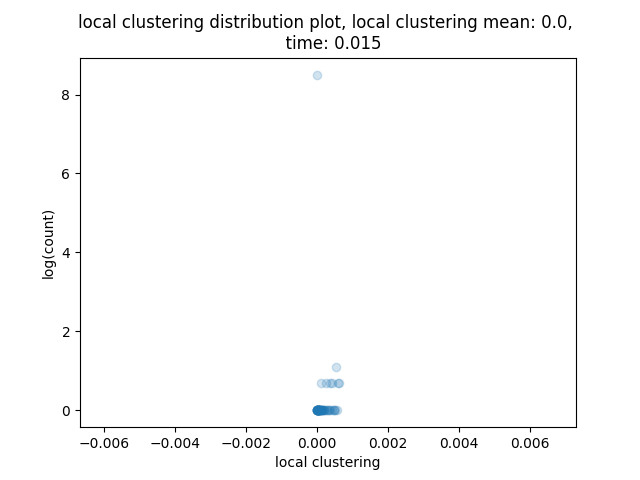 local clustering distribution plot, local clustering mean: 0.0,
time: 0.015
8
6
4
2
0
log(count)
−0.006 −0.004 −0.002 0.000 0.002 0.004 0.006
local clustering